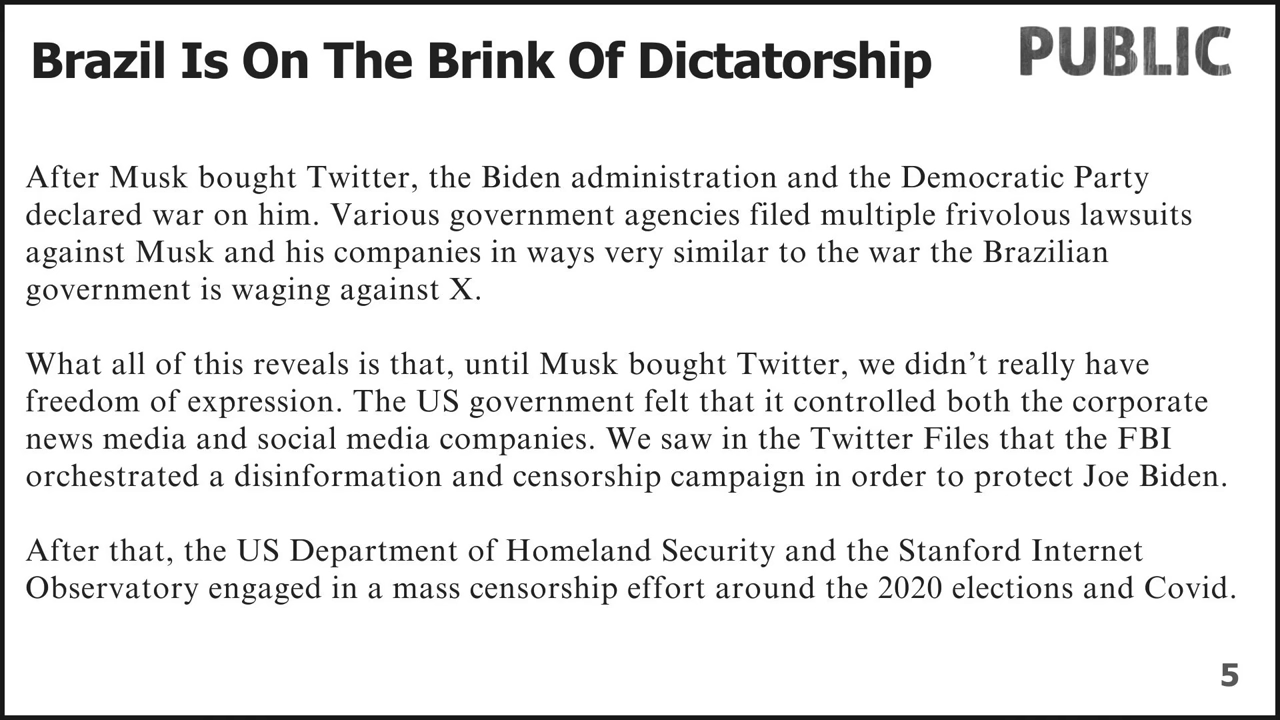 Brazil Is On The Brink Of Dictatorship
PUBLIC
After Musk bought Twitter, the Biden administration and the Democratic Party
declared war on him. Various government agencies filed multiple frivolous lawsuits
against Musk and his companies in ways very similar to the war the Brazilian
government is waging against X.
What all of this reveals is that, until Musk bought Twitter, we didn’t really have
freedom of expression. The US government felt that it controlled both the corporate
news media and social media companies. We saw in the Twitter Files that the FBI
orchestrated a disinformation and censorship campaign in order to protect Joe Biden.
After that, the US Department of Homeland Security and the Stanford Internet
Observatory engaged in a mass censorship effort around the 2020 elections and Covid.
5